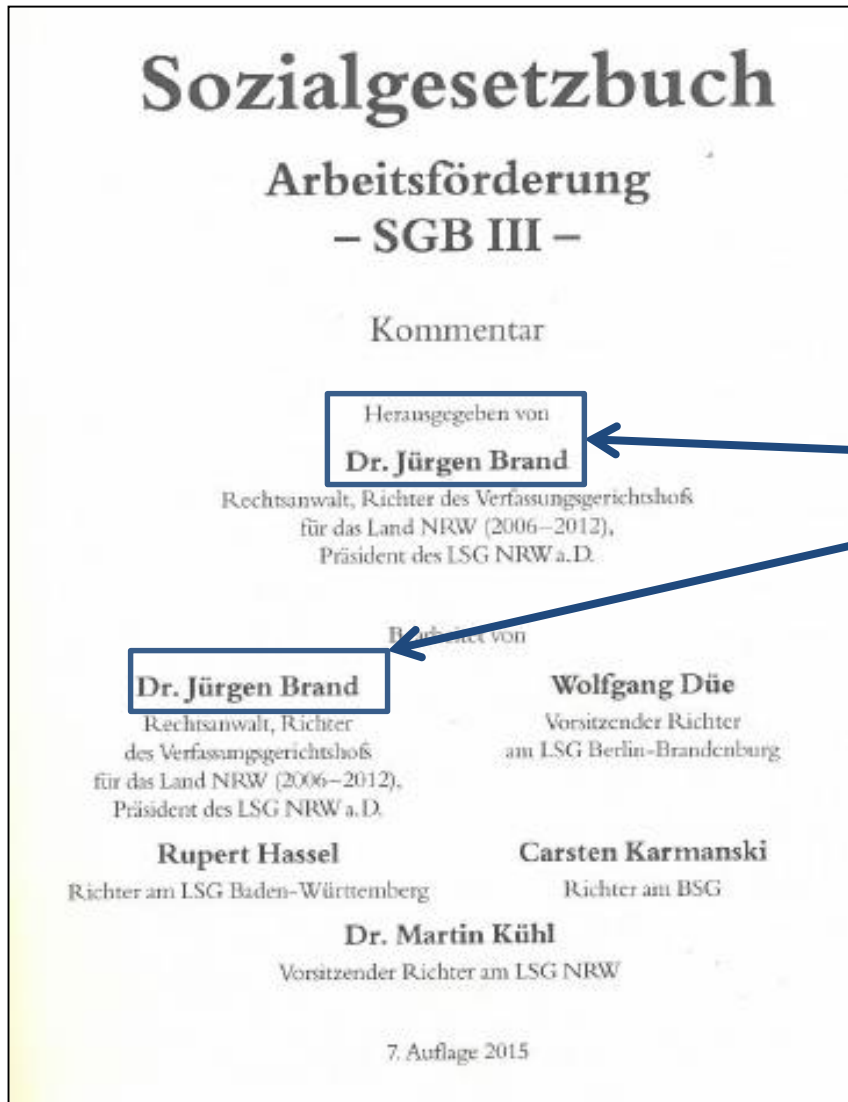 Sozialgesetzbuch
Arbeitsförderung
– SGB III –
Kommentar
Herausgegeben von
Dr. Jürgen Brand
Rechtsanwalt, Richter des Verfassungsgerichtshofs
für das Land NRW (2006–2012),
Präsident des LSG NRW a.D.
Bearbeitet von
Dr. Jürgen Brand
Rechtsanwalt, Richter
des Verfassungsgerichtshofs
für das Land NRW (2006–2012),
Präsident des LSG NRW a.D.
Wolfgang Düe
Vorsitzender Richter
am LSG Berlin-Brandenburg
Rupert Hassel
Richter am LSG Baden-Württemberg
Carsten Karmanski
Richter am BSG
Dr. Martin Kühl
Vorsitzender Richter am LSG NRW
7. Auflage 2015